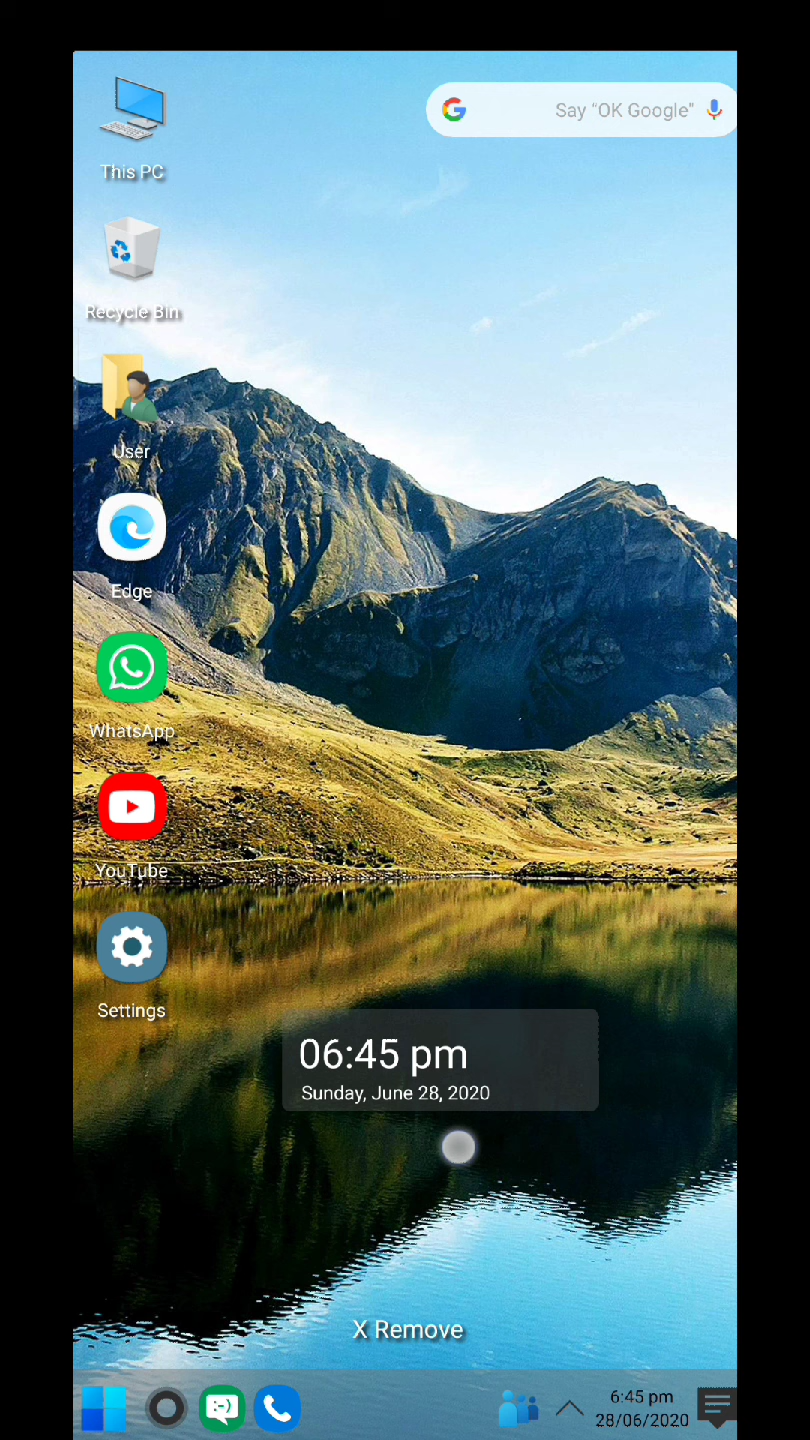 Say “OK Google”
This PC
Recycle Bin
User
Edge
WhatsApp
YouTube
Settings
06:45 pm
Sunday, June 28, 2020
X Remove
6:45 pm
28/06/2020